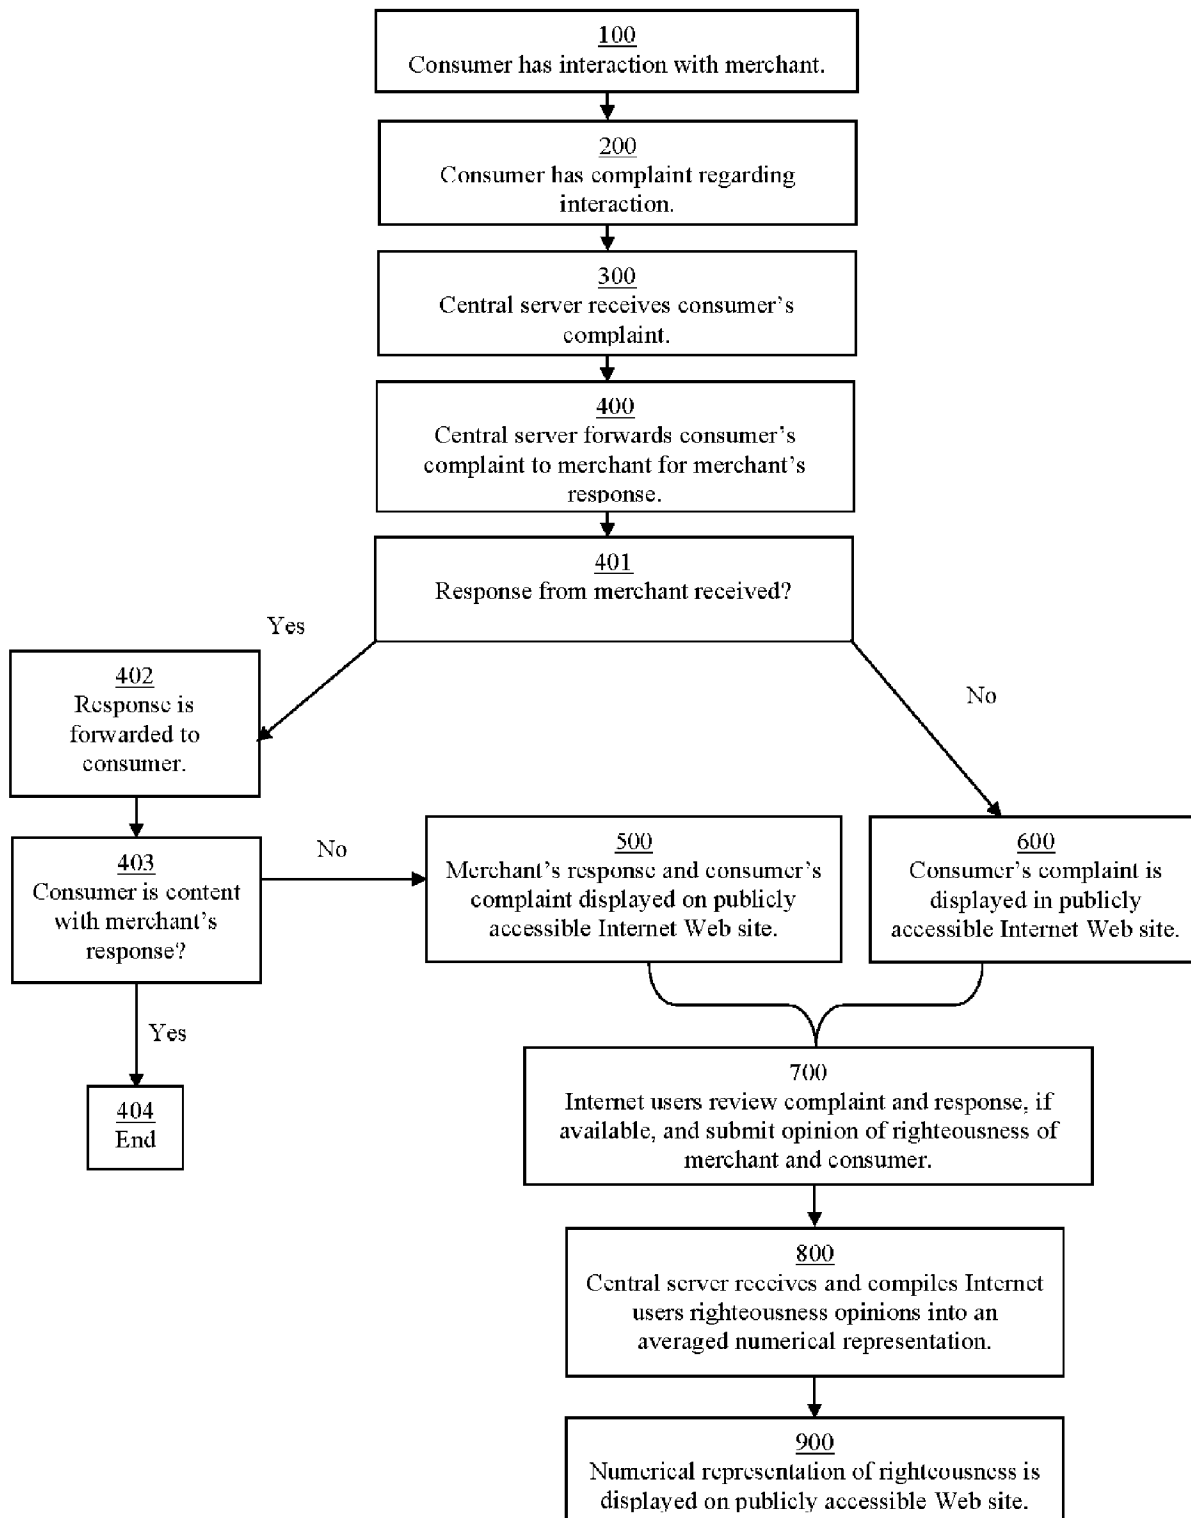 100
Consumer has interaction with merchant.
200
Consumer has complaint regarding
interaction.
300
Central server receives consumer's
complaint.
400
Central server forwards consumer's
complaint to merchant for merchant's
response.
401
Response from merchant received?
Yes
No
402
Response is
forwarded to
consumer.
403
Consumer is content
with merchant's
response?
No
500
Merchant's response and consumer's
complaint displayed on publicly
accessible Internet Web site.
600
Consumer's complaint is
displayed in publicly
accessible Internet Web site.
Yes
404
End
700
Internet users review complaint and response, if
available, and submit opinion of righteousness of
merchant and consumer.
800
Central server receives and compiles Internet
users righteousness opinions into an
averaged numerical representation.
900
Numerical representation of righteousness is
displayed on publicly accessible Web site.